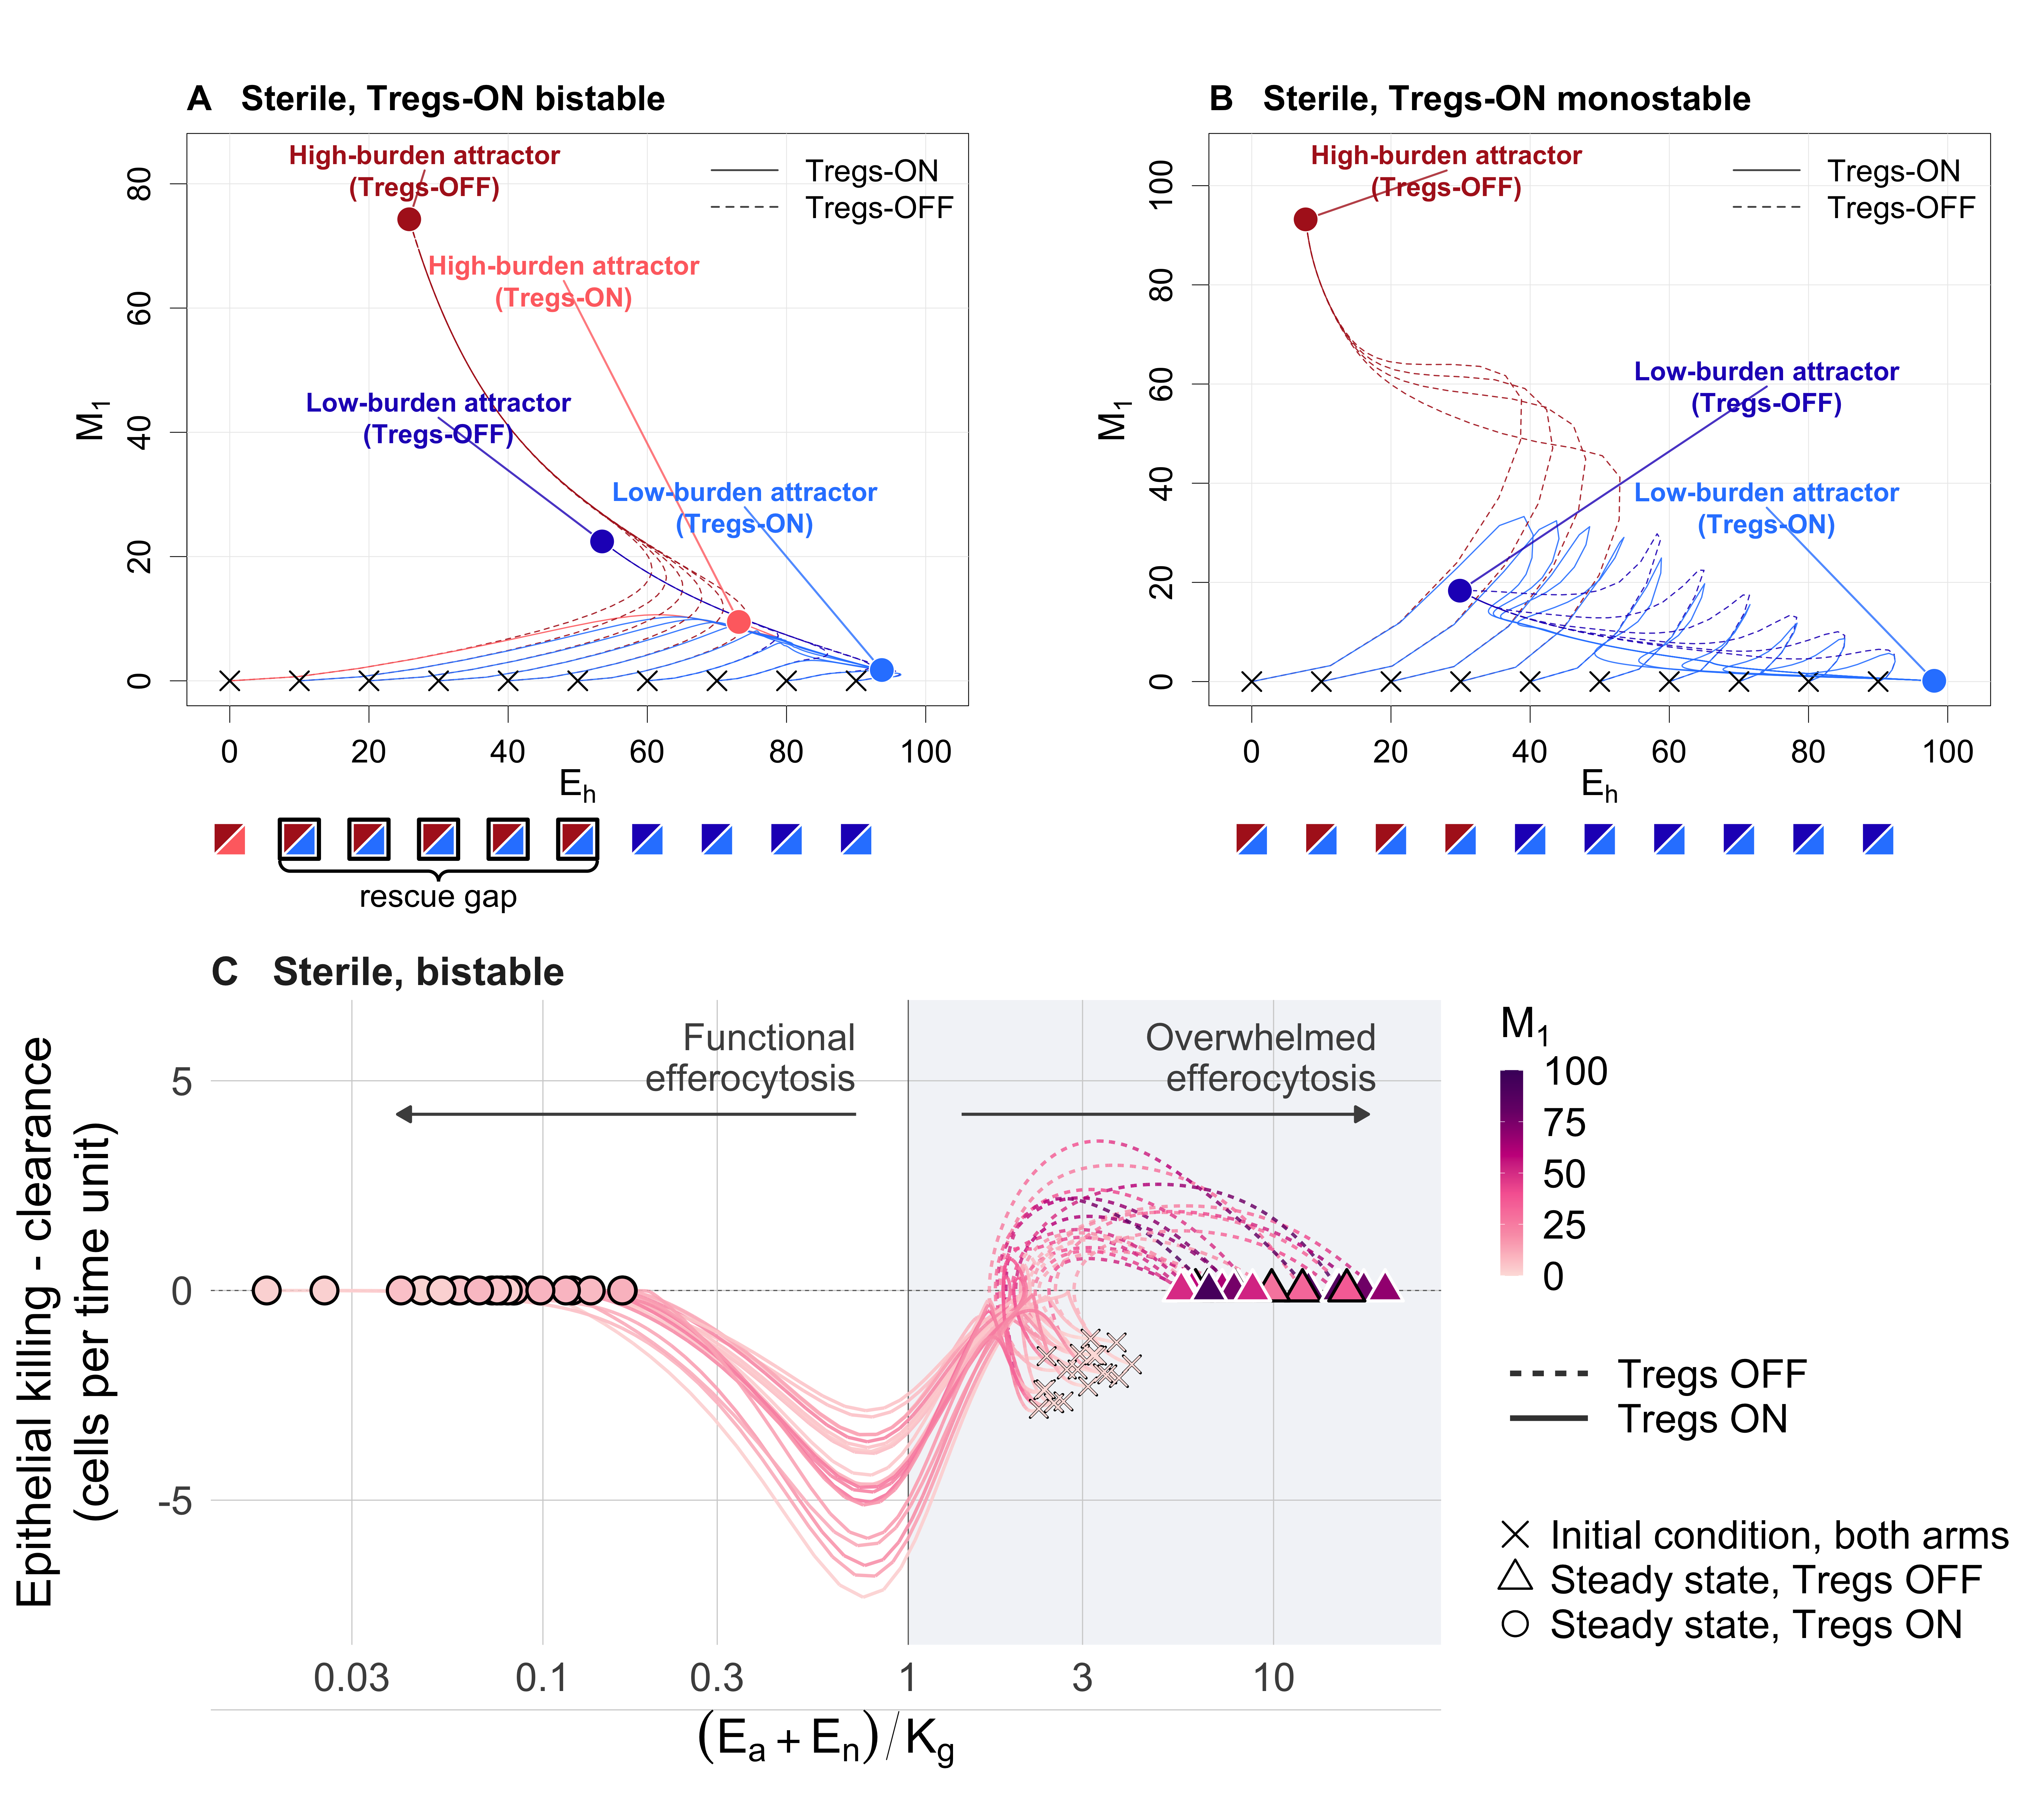 A Sterile, Tregs-ON bistable
High-burden attractor
(Tregs-OFF)
Tregs-ON
Tregs-OFF
High-burden attractor
(Tregs-ON)
Low-burden attractor
(Tregs-OFF)
Low-burden attractor
(Tregs-ON)
M1
80
60
40
20
0
0 20 40 60 80 100
Eh
rescue gap
B Sterile, Tregs-ON monostable
High-burden attractor
(Tregs-OFF)
Tregs-ON
Tregs-OFF
Low-burden attractor
(Tregs-OFF)
Low-burden attractor
(Tregs-ON)
M1
100
80
60
40
20
0
0 20 40 60 80 100
Eh
C Sterile, bistable
Functional
efferocytosis
Overwhelmed
efferocytosis
Epithelial killing - clearance
(cells per time unit)
5
0
-5
0.03 0.1 0.3 1 3 10
(Ea + En)/Kg
M1
100
75
50
25
0
Tregs OFF
Tregs ON
Initial condition, both arms
Steady state, Tregs OFF
Steady state, Tregs ON